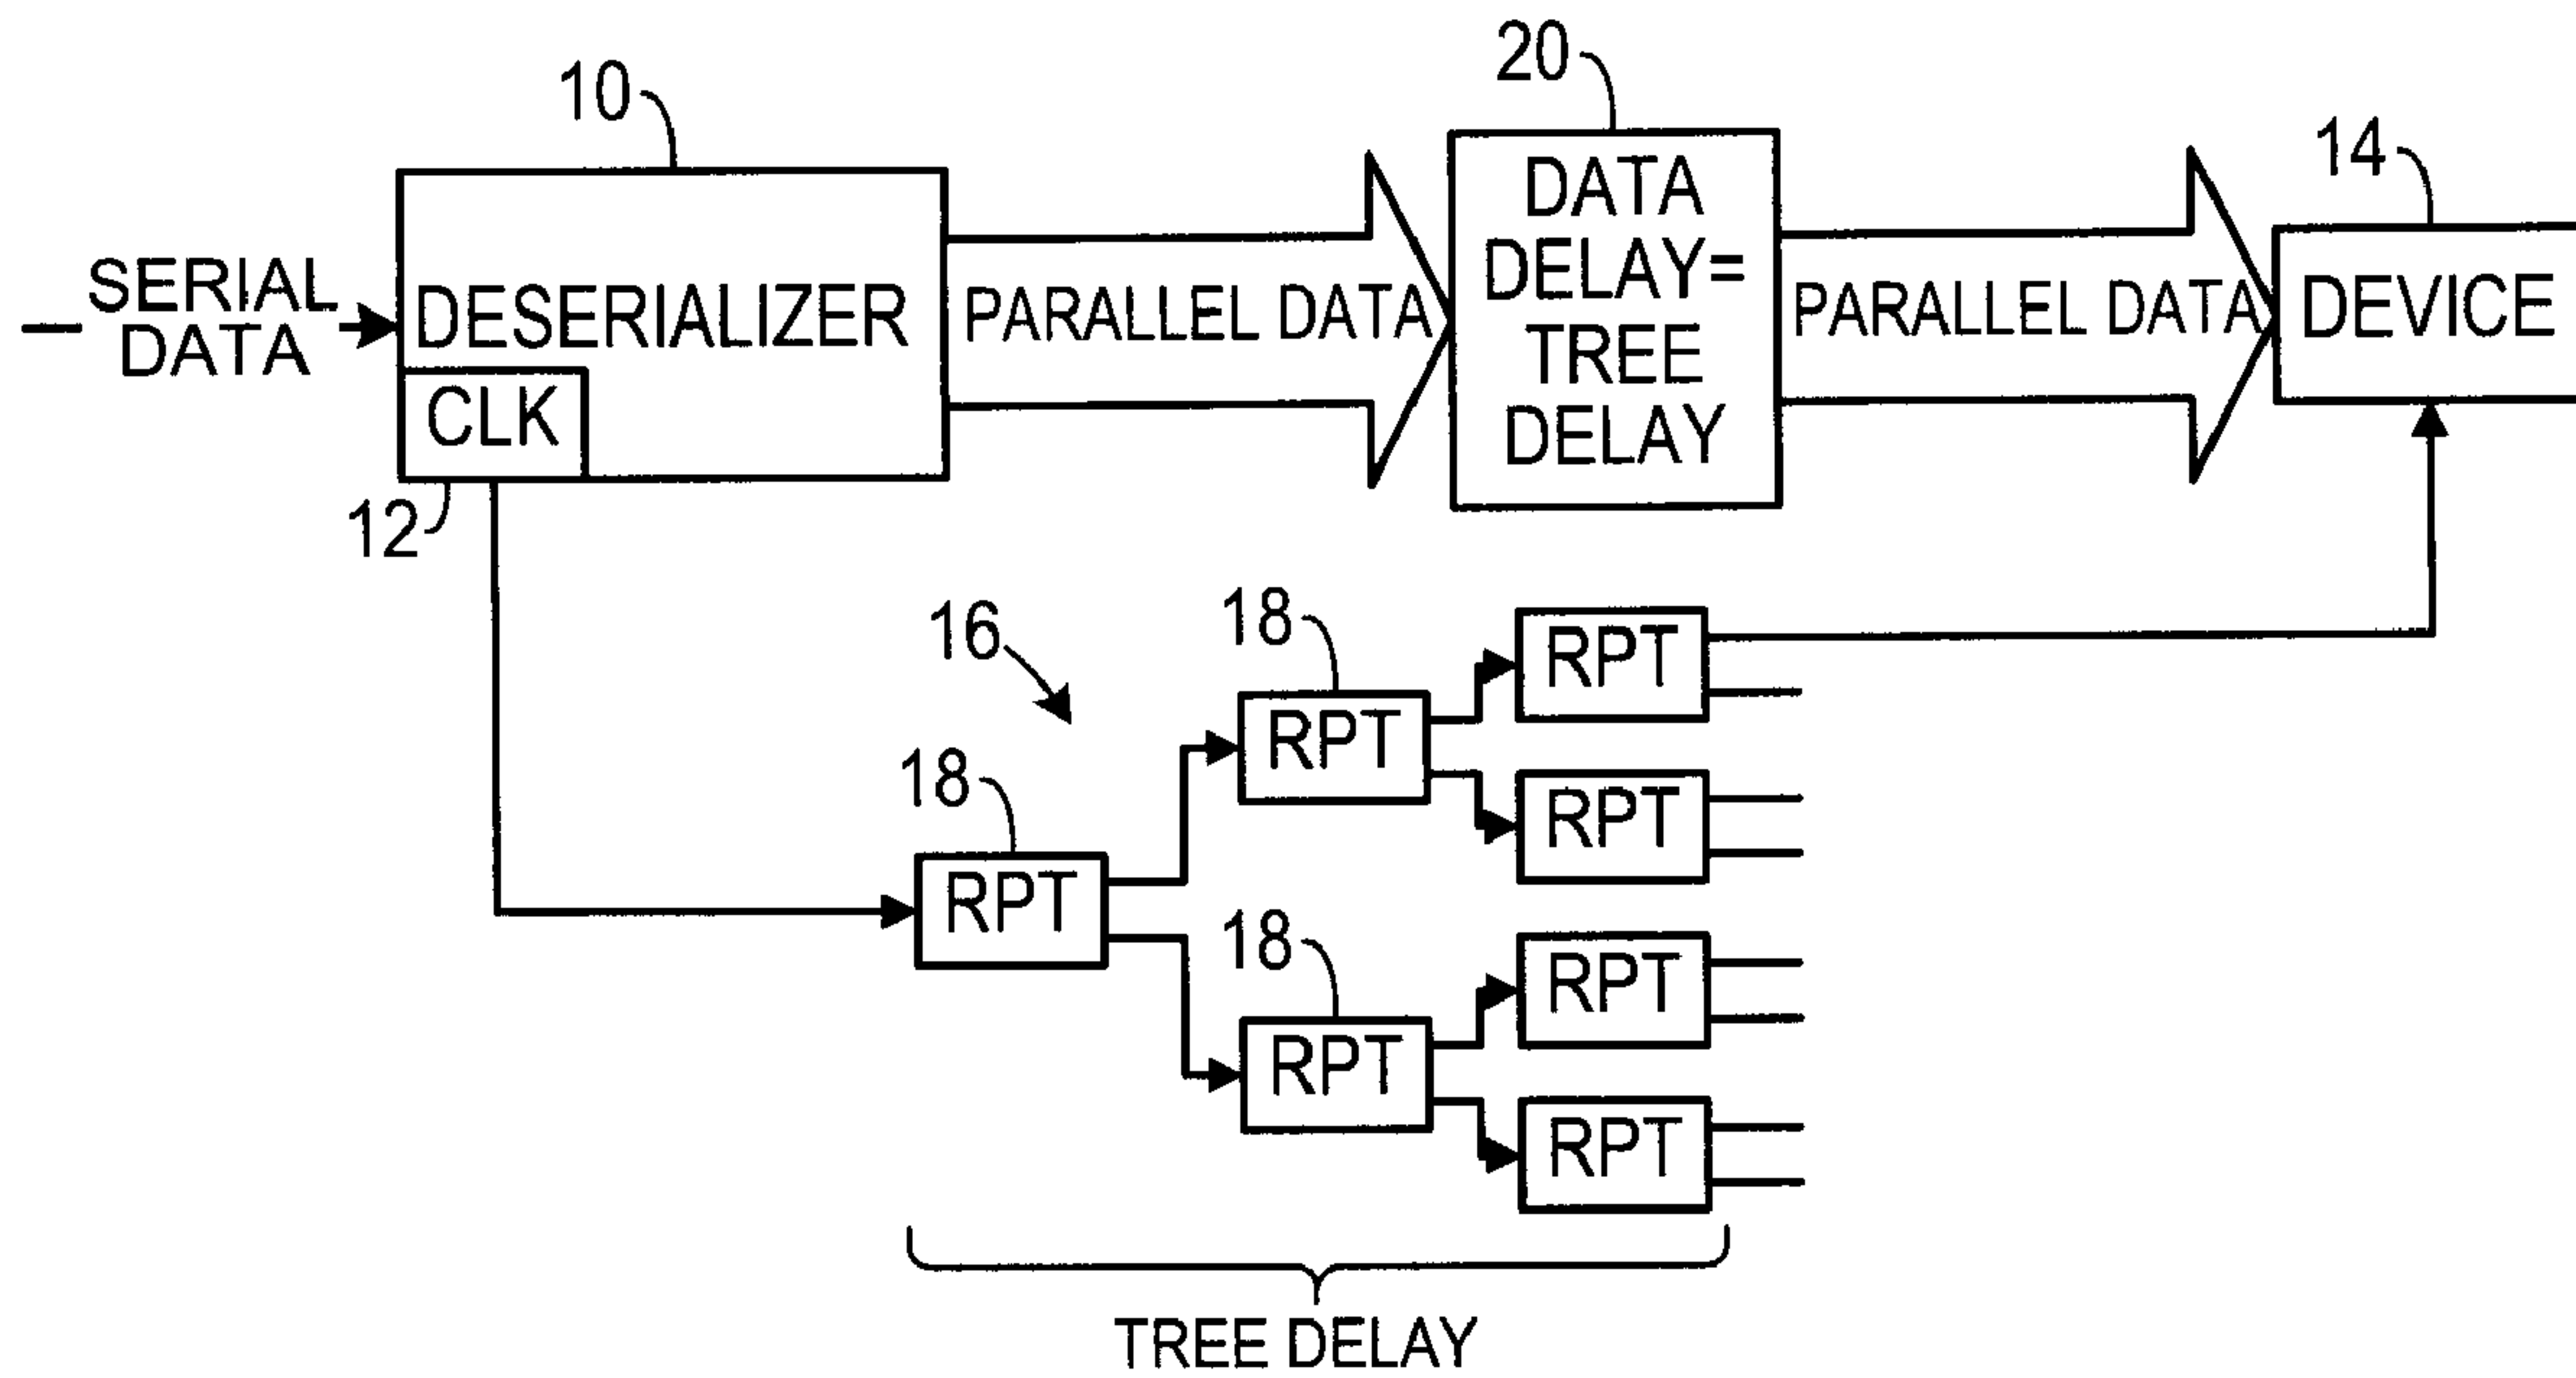 20
10
14
DATA
DELAY=
TREE
DELAY
SERIAL
DATA
DESERIALIZER
PARALLEL DATA
PARALLEL DATA
DEVICE
CLK
12
16
18
RPT
RPT
18
RPT
18
RPT
RPT
RPT
RPT
TREE DELAY